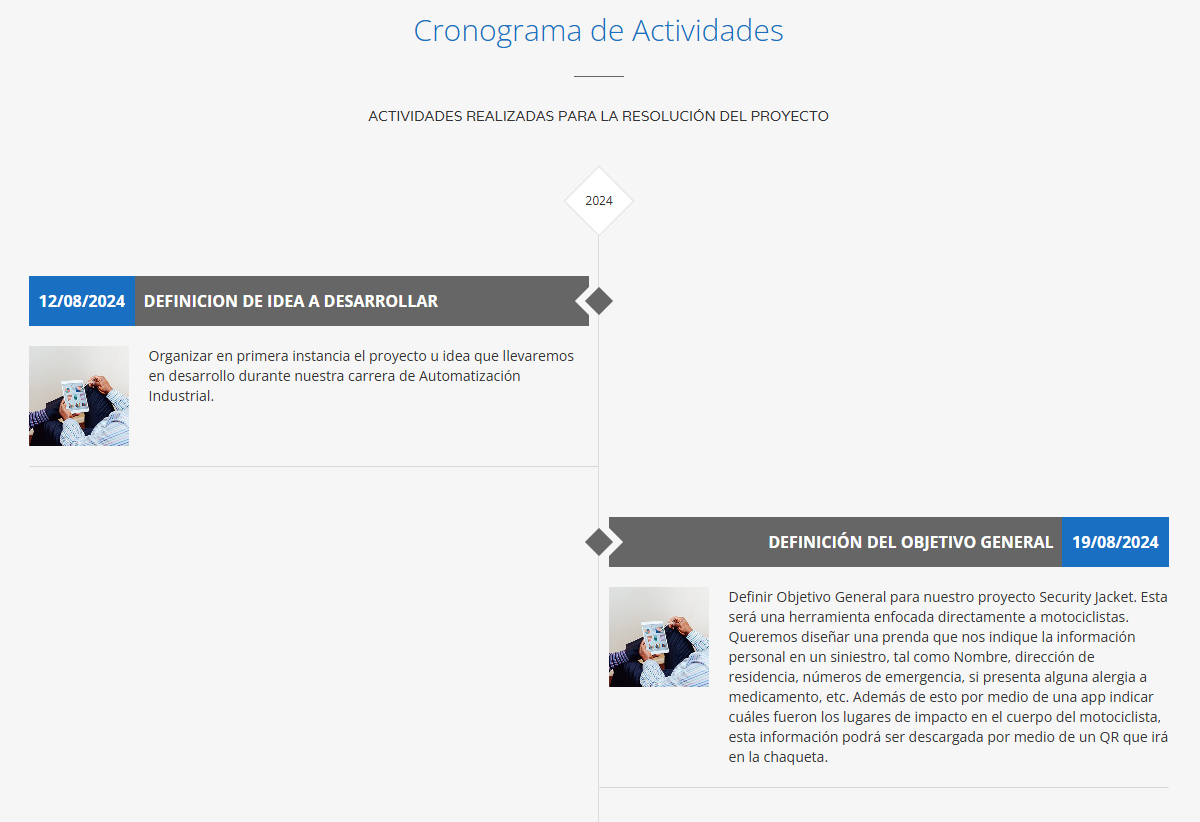 Cronograma de Actividades
ACTIVIDADES REALIZADAS PARA LA RESOLUCIÓN DEL PROYECTO
2024
12/08/2024 DEFINICION DE IDEA A DESARROLLAR
Organizar en primera instancia el proyecto u idea que llevaremos
en desarrollo durante nuestra carrera de Automatización
Industrial.
DEFINICIÓN DEL OBJETIVO GENERAL 19/08/2024
Definir Objetivo General para nuestro proyecto Security Jacket. Esta
será una herramienta enfocada directamente a motociclistas.
Queremos diseñar una prenda que nos indique la información
personal en un siniestro, tal como Nombre, dirección de
residencia, números de emergencia, si presenta alguna alergia a
medicamento, etc. Además de esto por medio de una app indicar
cuáles fueron los lugares de impacto en el cuerpo del motociclista,
esta información podrá ser descargada por medio de un QR que irá
en la chaqueta.